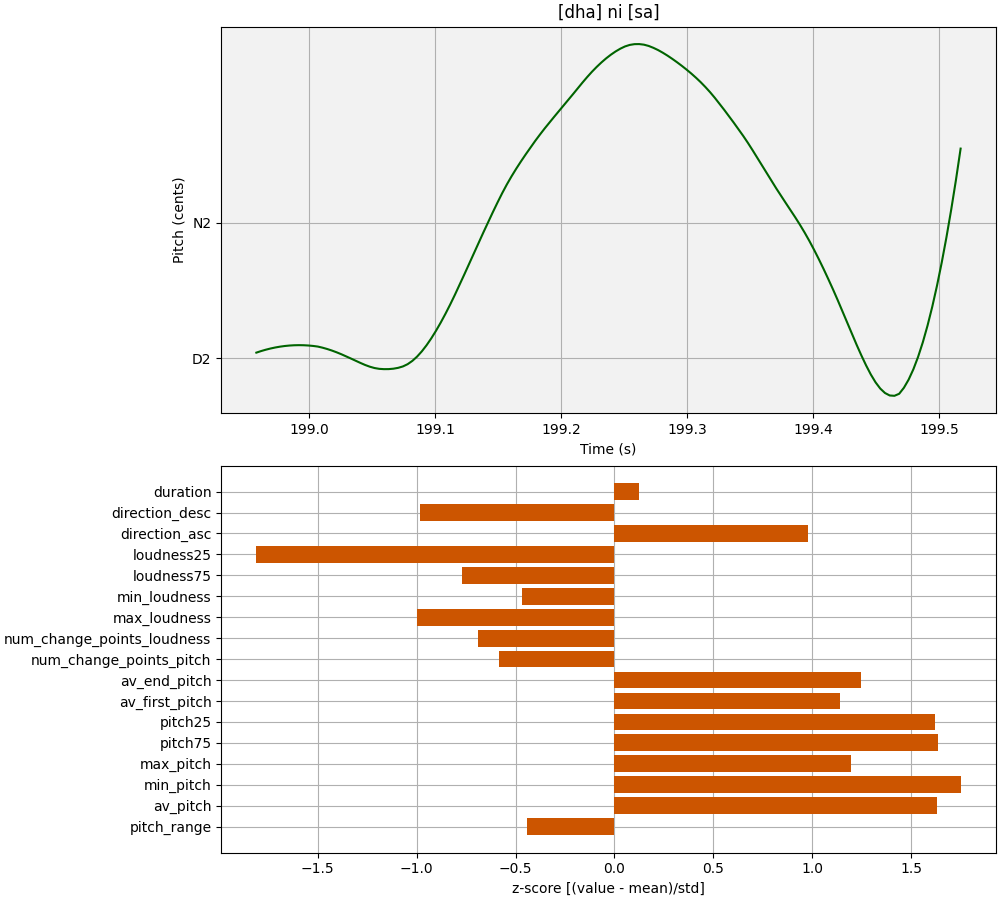 [dha] ni [sa]
Pitch (cents)
N2
D2
199.0 199.1 199.2 199.3 199.4 199.5
Time (s)
duration
direction_desc
direction_asc
loudness25
loudness75
min_loudness
max_loudness
num_change_points_loudness
num_change_points_pitch
av_end_pitch
av_first_pitch
pitch25
pitch75
max_pitch
min_pitch
av_pitch
pitch_range
−1.5 −1.0 −0.5 0.0 0.5 1.0 1.5
z-score [(value - mean)/std]